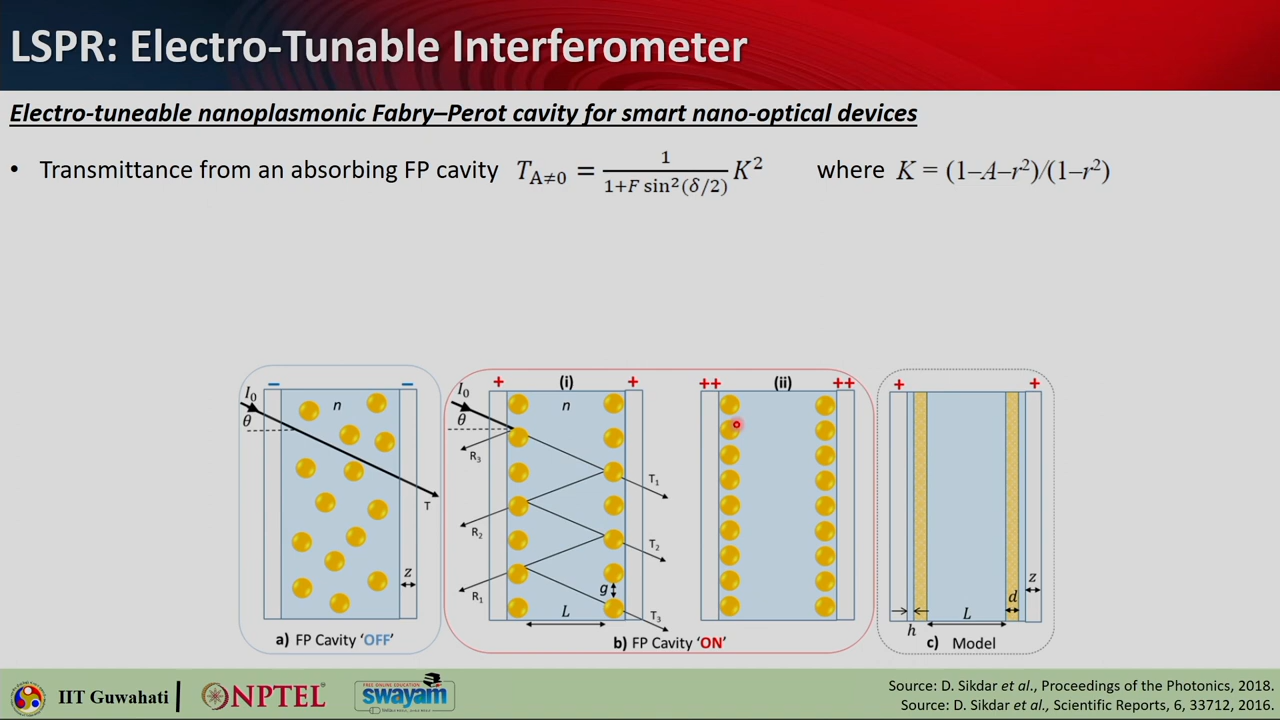 LSPR: Electro-Tunable Interferometer
Electro-tuneable nanoplasmonic Fabry–Perot cavity for smart nano-optical devices
• Transmittance from an absorbing FP cavity T_A≠0 = 1/(1+F sin²(δ/2)) K² where K = (1–A–r²)/(1–r²)
– –
I₀ n
θ
T
z
a) FP Cavity ‘OFF’
+ (i) +
I₀ n
θ
R₃ T₁
R₂ T₂
R₁ g
L T₃
++ (ii) ++
b) FP Cavity ‘ON’
+ +
z
d
L
h
c) Model
IIT Guwahati
NPTEL
FREE ONLINE EDUCATION
swayam
Source: D. Sikdar et al., Proceedings of the Photonics, 2018.
Source: D. Sikdar et al., Scientific Reports, 6, 33712, 2016.